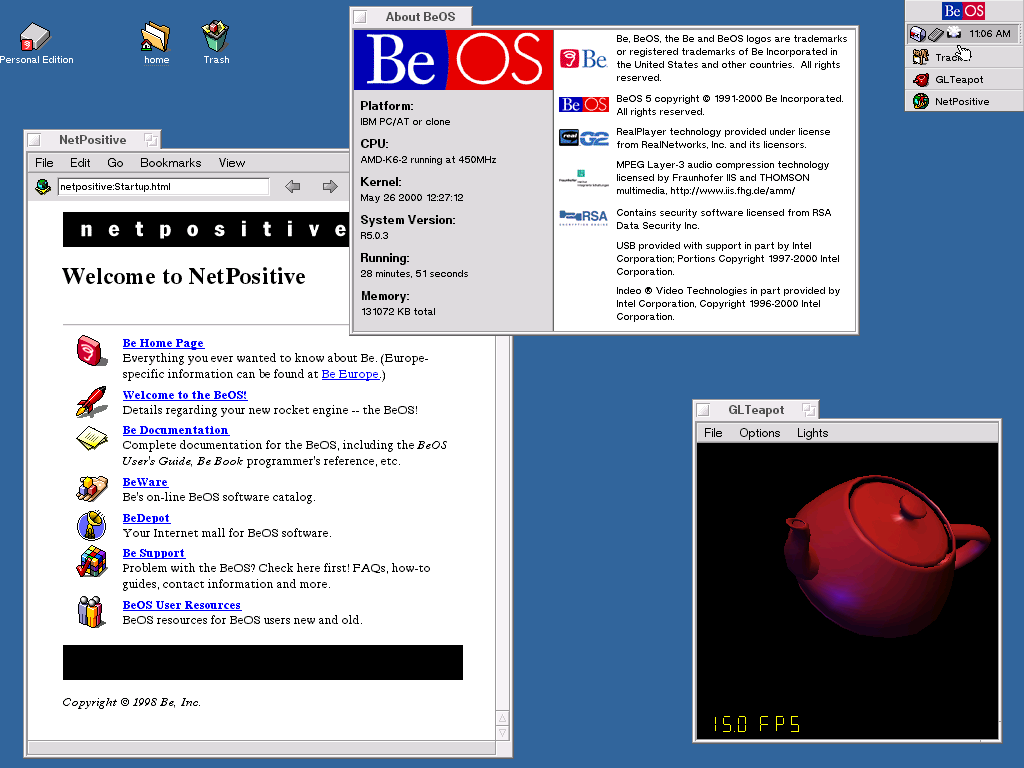 Personal Edition
home
Trash
About BeOS
BeOS
Platform:
IBM PC/AT or clone
CPU:
AMD-K6-2 running at 450MHz
Kernel:
May 26 2000 12:27:12
System Version:
R5.0.3
Running:
28 minutes, 51 seconds
Memory:
131072 KB total
Be
Be, BeOS, the Be and BeOS logos are trademarks
or registered trademarks of Be Incorporated in
the United States and other countries.  All rights
reserved.
BeOS
BeOS 5 copyright © 1991-2000 Be Incorporated.
All rights reserved.
real G2
RealPlayer technology provided under license
from RealNetworks, Inc. and its licensors.
MPEG Layer-3 audio compression technology
licensed by Fraunhofer IIS and THOMSON
multimedia, http://www.iis.fhg.de/amm/
RSA
Contains security software licensed from RSA
Data Security Inc.
USB provided with support in part by Intel
Corporation; Portions Copyright 1997-2000 Intel
Corporation.
Indeo ® Video Technologies in part provided by
Intel Corporation, Copyright 1996-2000 Intel
Corporation.
BeOS
11:06 AM
Track
GLTeapot
NetPositive
NetPositive
File Edit Go Bookmarks View
netpositive:Startup.html
netpositive
Welcome to NetPositive
Be Home Page
Everything you ever wanted to know about Be. (Europe-
specific information can be found at Be Europe.)
Welcome to the BeOS!
Details regarding your new rocket engine -- the BeOS!
Be Documentation
Complete documentation for the BeOS, including the BeOS
User's Guide, Be Book programmer's reference, etc.
BeWare
Be's on-line BeOS software catalog.
BeDepot
Your Internet mall for BeOS software.
Be Support
Problem with the BeOS? Check here first! FAQs, how-to
guides, contact information and more.
BeOS User Resources
BeOS resources for BeOS users new and old.
Copyright © 1998 Be, Inc.
GLTeapot
File Options Lights
15.0 FPS